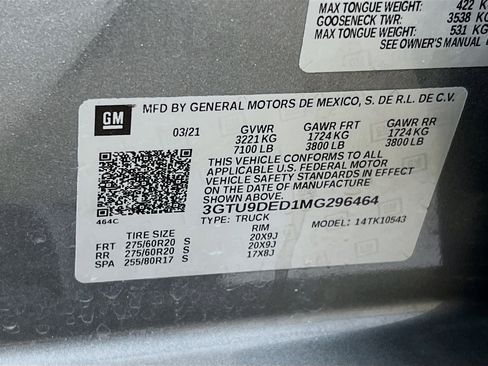 MAX TONGUE WEIGHT: 422 KG
GOOSENECK TWR: 3538 KG
MAX TONGUE WEIGHT: 531 KG
SEE OWNER'S MANUAL
GM
MFD BY GENERAL MOTORS DE MEXICO, S. DE R.L. DE C.V.
03/21 GVWR GAWR FRT GAWR RR
3221 KG 1724 KG 1724 KG
7100 LB 3800 LB 3800 LB
THIS VEHICLE CONFORMS TO ALL
APPLICABLE U.S. FEDERAL MOTOR
VEHICLE SAFETY STANDARDS IN
EFFECT ON THE DATE OF
MANUFACTURE SHOWN ABOVE.
464C 3GTU9DED1MG296464
TYPE: TRUCK MODEL: 14TK10543
TIRE SIZE RIM
FRT 275/60R20 S 20X9J
RR 275/60R20 S 20X9J
SPA 255/80R17 S 17X8J